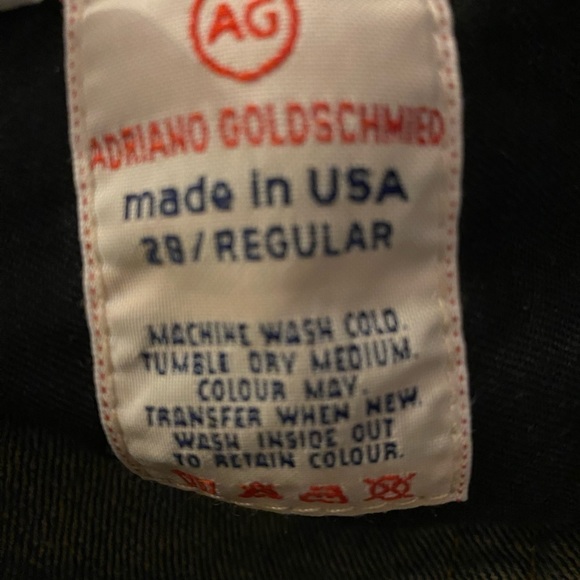 AG
ADRIANO GOLDSCHMIED
made in USA
28/REGULAR
MACHINE WASH COLD.
TUMBLE DRY MEDIUM.
COLOUR MAY
TRANSFER WHEN NEW.
WASH INSIDE OUT
TO RETAIN COLOUR.